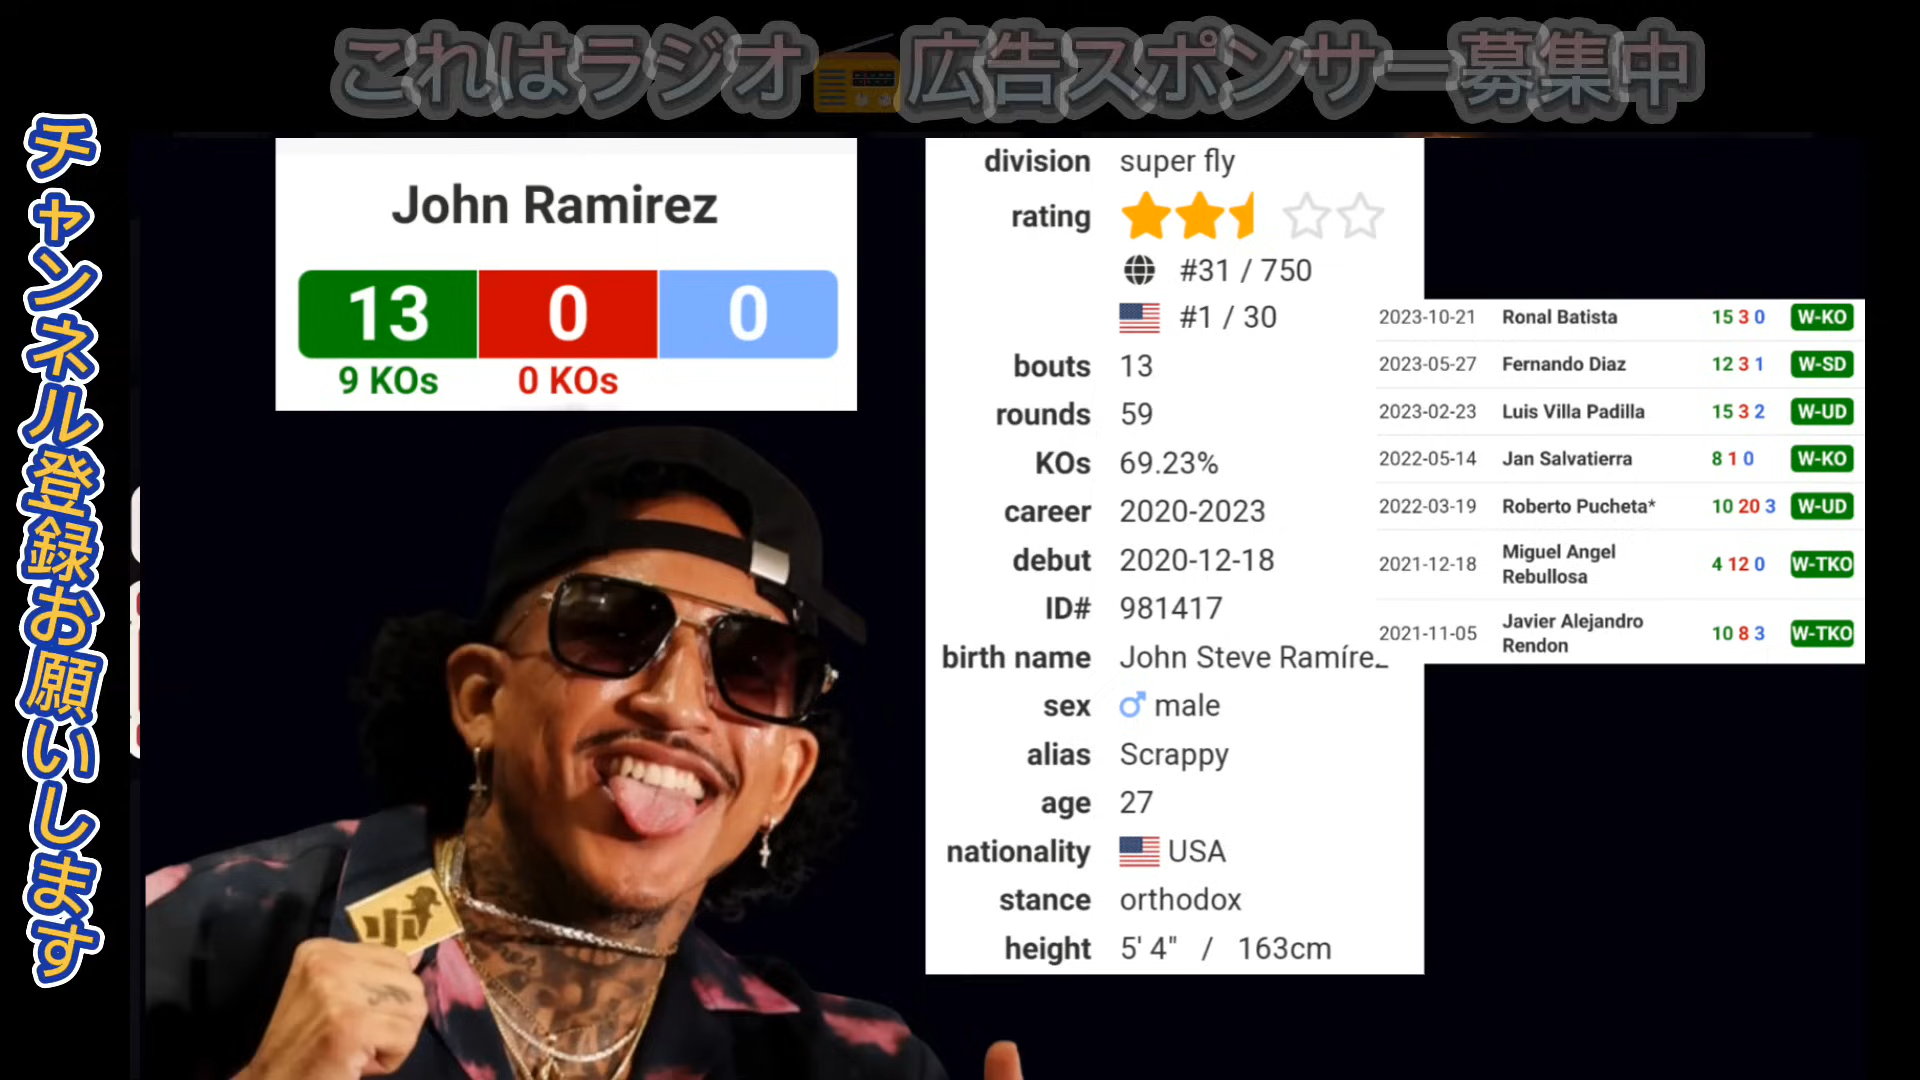 これはラジオ📻広告スポンサー募集中
チャンネル登録お願いします
John Ramirez
13 0 0
9 KOs 0 KOs
division super fly
rating
#31 / 750
#1 / 30
bouts 13
rounds 59
KOs 69.23%
career 2020-2023
debut 2020-12-18
ID# 981417
birth name John Steve Ramírez
sex ♂ male
alias Scrappy
age 27
nationality USA
stance orthodox
height 5' 4" / 163cm
2023-10-21 Ronal Batista 15 3 0 W-KO
2023-05-27 Fernando Diaz 12 3 1 W-SD
2023-02-23 Luis Villa Padilla 15 3 2 W-UD
2022-05-14 Jan Salvatierra 8 1 0 W-KO
2022-03-19 Roberto Pucheta* 10 20 3 W-UD
2021-12-18 Miguel Angel Rebullosa 4 12 0 W-TKO
2021-11-05 Javier Alejandro Rendon 10 8 3 W-TKO